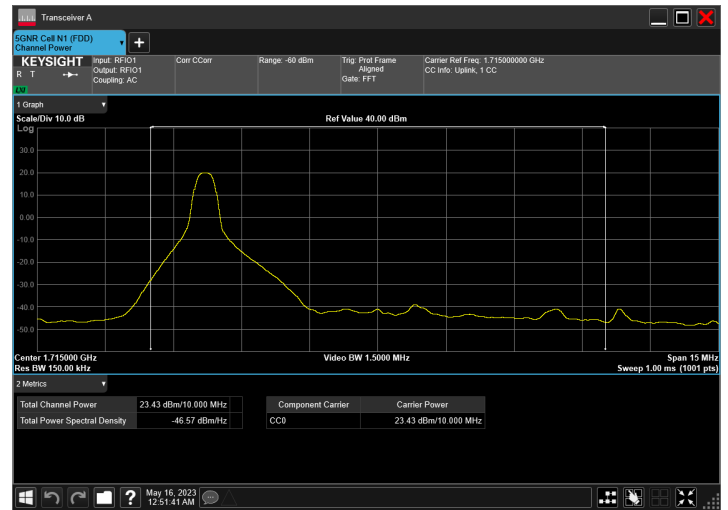 Transceiver A
5GNR Cell N1 (FDD)
Channel Power
KEYSIGHT
R T
LXI
Input: RFIO1
Output: RFIO1
Coupling: AC
Corr CCorr
Range: -60 dBm
Trig: Prot Frame
Aligned
Gate: FFT
Carrier Ref Freq: 1.715000000 GHz
CC Info: Uplink, 1 CC
1 Graph
Scale/Div 10.0 dB
Ref Value 40.00 dBm
Log
30.0
20.0
10.0
0.00
-10.0
-20.0
-30.0
-40.0
-50.0
Center 1.715000 GHz
Video BW 1.5000 MHz
Span 15 MHz
Res BW 150.00 kHz
Sweep 1.00 ms (1001 pts)
2 Metrics
Total Channel Power 23.43 dBm/10.000 MHz
Total Power Spectral Density -46.57 dBm/Hz
Component Carrier Carrier Power
CC0 23.43 dBm/10.000 MHz
?
May 16, 2023
12:51:41 AM